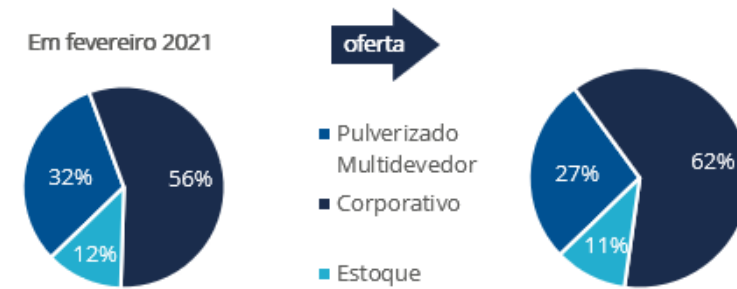 Em fevereiro 2021
oferta
32%
56%
12%
Pulverizado
Multidevedor
Corporativo
Estoque
27%
62%
11%